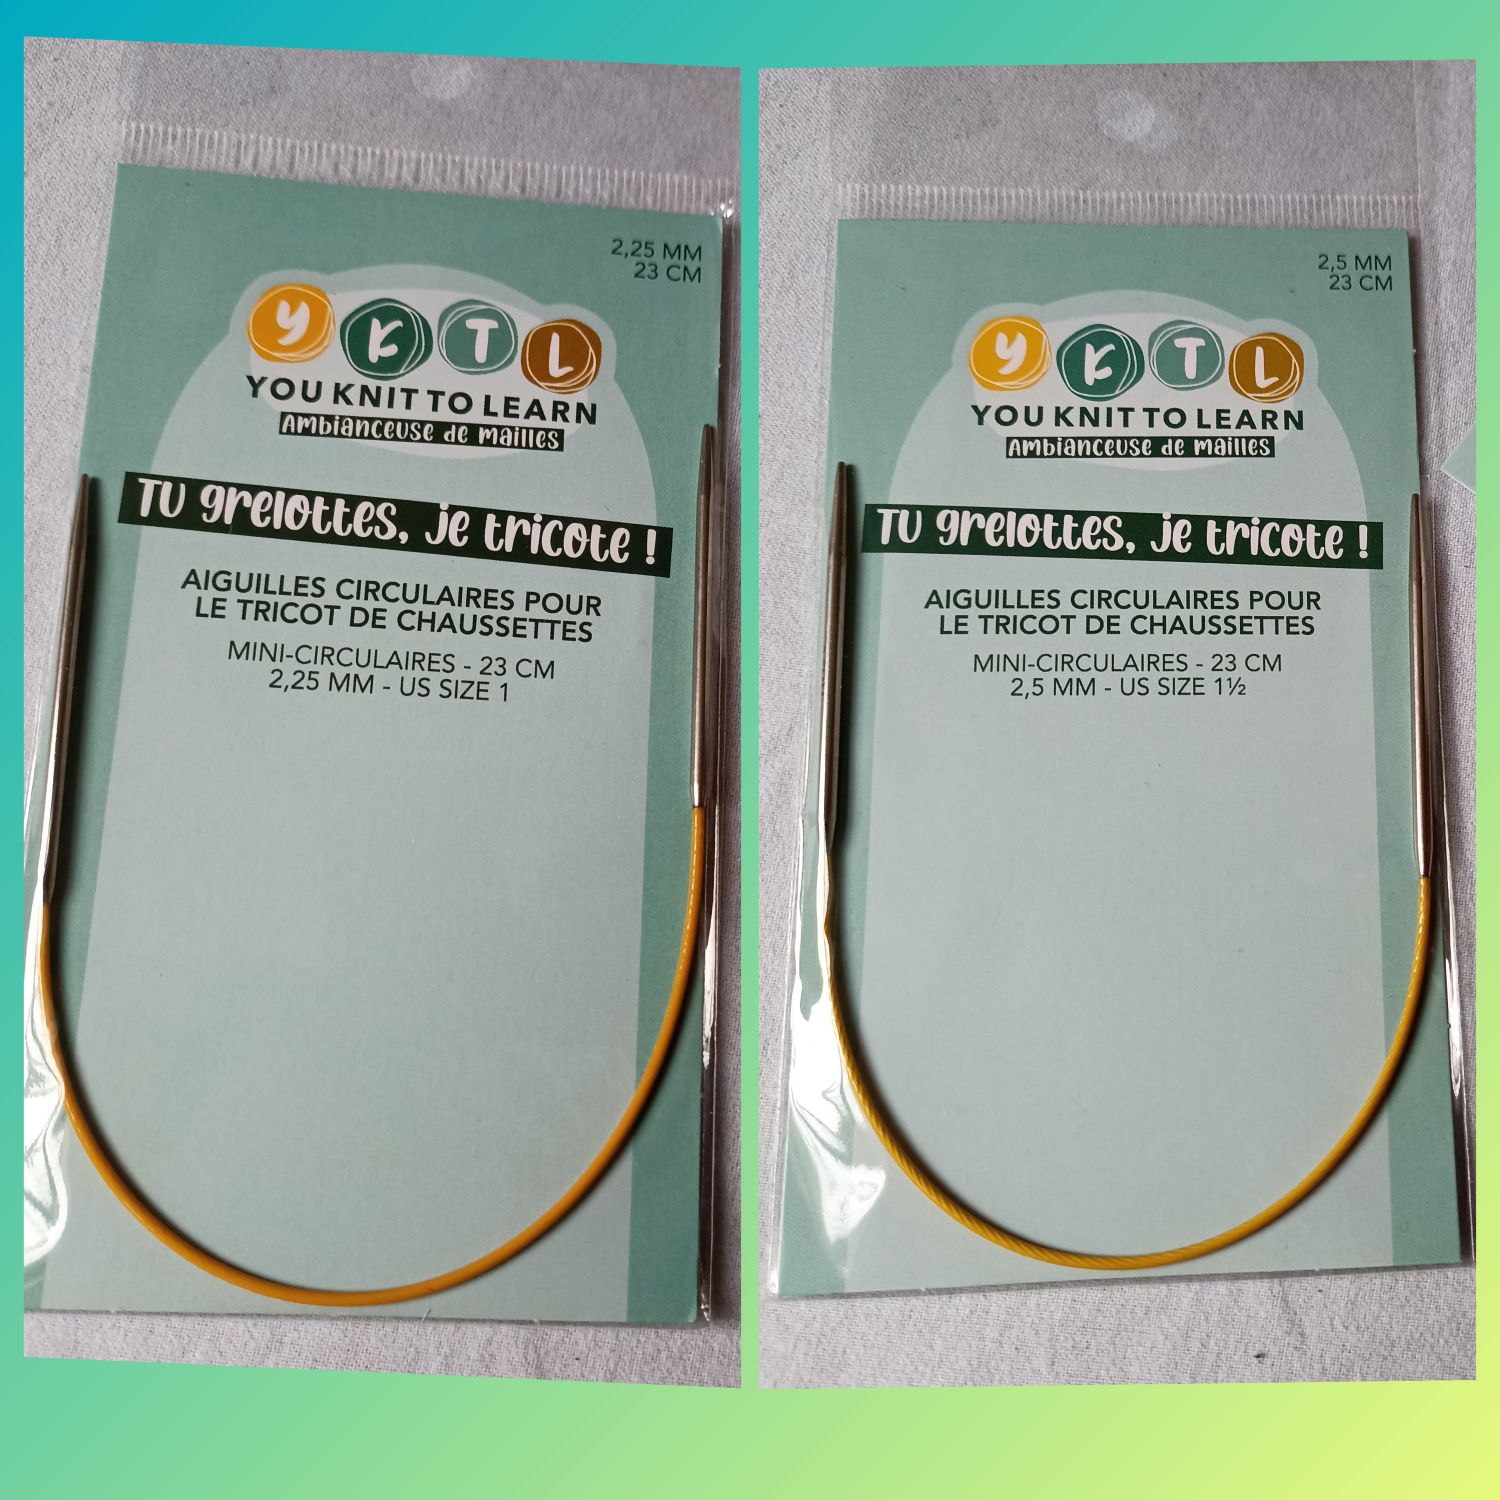 2,25 MM
23 CM
Y K T L
YOU KNIT TO LEARN
Ambianceuse de mailles
TU grelottes, je tricote !
AIGUILLES CIRCULAIRES POUR
LE TRICOT DE CHAUSSETTES
MINI-CIRCULAIRES - 23 CM
2,25 MM - US SIZE 1
2,5 MM
23 CM
Y K T L
YOU KNIT TO LEARN
Ambianceuse de mailles
TU grelottes, je tricote !
AIGUILLES CIRCULAIRES POUR
LE TRICOT DE CHAUSSETTES
MINI-CIRCULAIRES - 23 CM
2,5 MM - US SIZE 1½